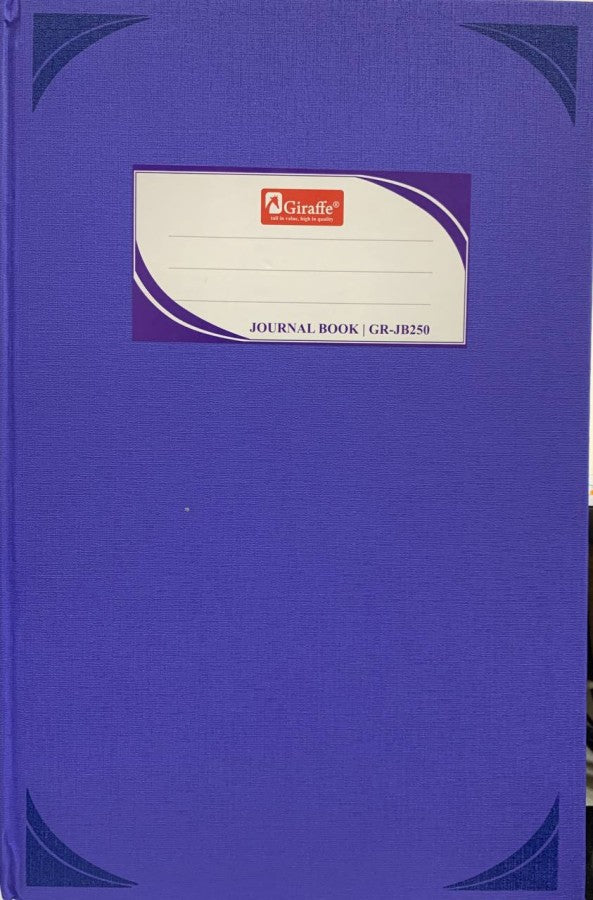 Giraffe®
tall in value, high in quality
JOURNAL BOOK | GR-JB250